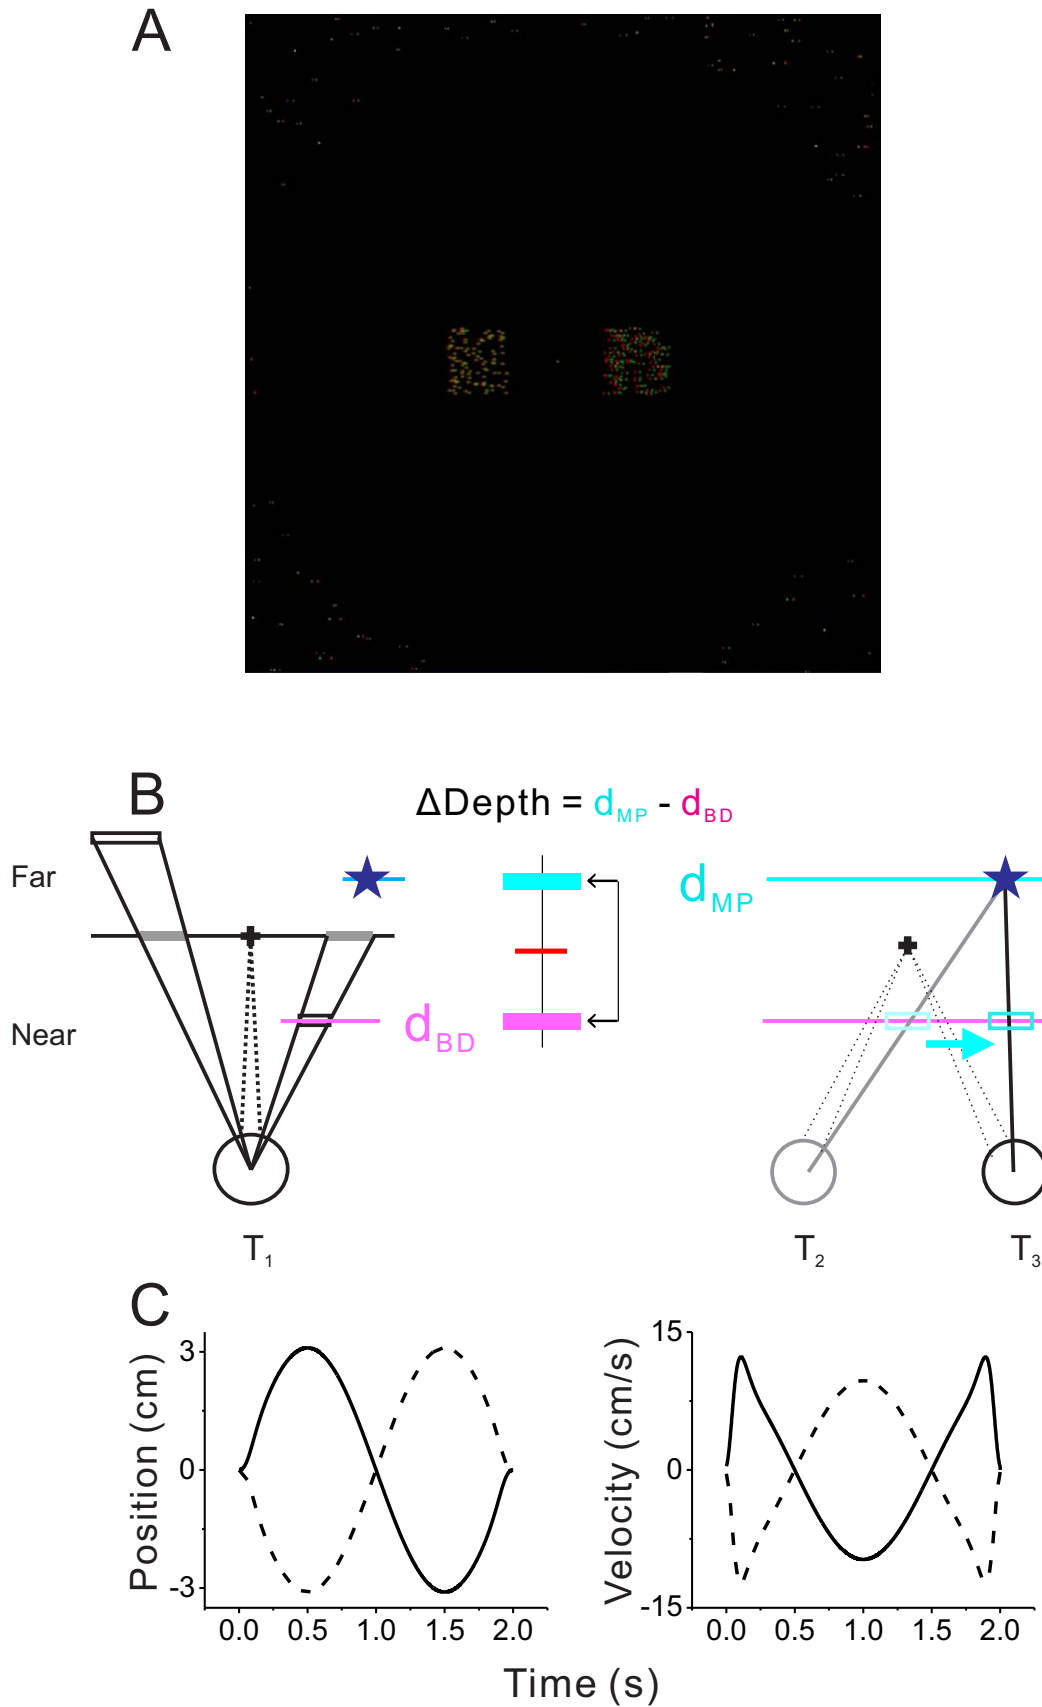 A
B
ΔDepth = dMP - dBD
Far
dMP
Near
dBD
T1
T2
T3
C
Position (cm)
3
0
-3
0.0 0.5 1.0 1.5 2.0
Velocity (cm/s)
15
0
-15
0.0 0.5 1.0 1.5 2.0
Time (s)